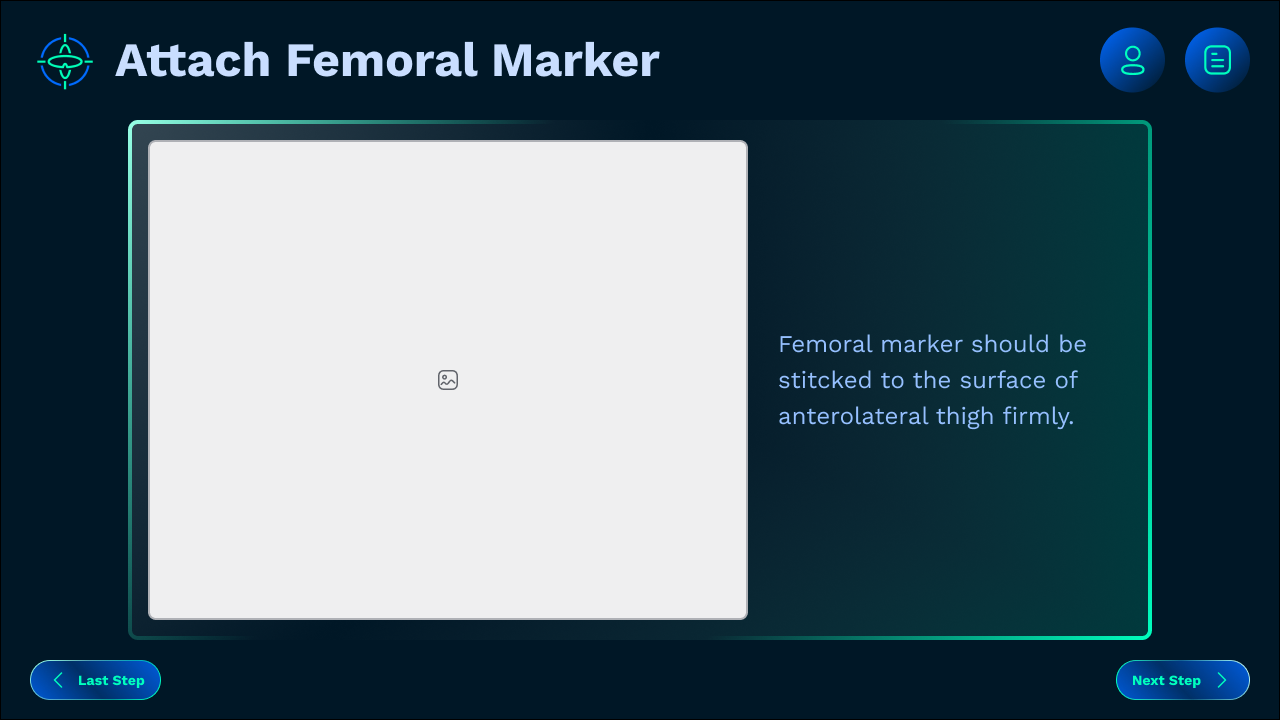 Attach Femoral Marker
Femoral marker should be
stitcked to the surface of
anterolateral thigh firmly.
Last Step
Next Step